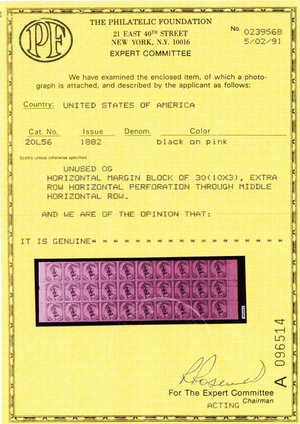 PF
THE PHILATELIC FOUNDATION
21 EAST 40TH STREET
NEW YORK, N.Y. 10016
EXPERT COMMITTEE
No. 0239568
5/02/91
We have examined the enclosed item, of which a photo-
graph is attached, and described by the applicant as follows:
Country: UNITED STATES OF AMERICA
Cat. No. Issue Denom. Color
20L56 1882 black on pink
Scott's unless otherwise specified.
UNUSED OG
HORIZONTAL MARGIN BLOCK OF 30(10X3), EXTRA
ROW HORIZONTAL PERFORATION THROUGH MIDDLE
HORIZONTAL ROW.
AND WE ARE OF THE OPINION THAT:
IT IS GENUINE
A 096514
For The Expert Committee
Chairman
ACTING